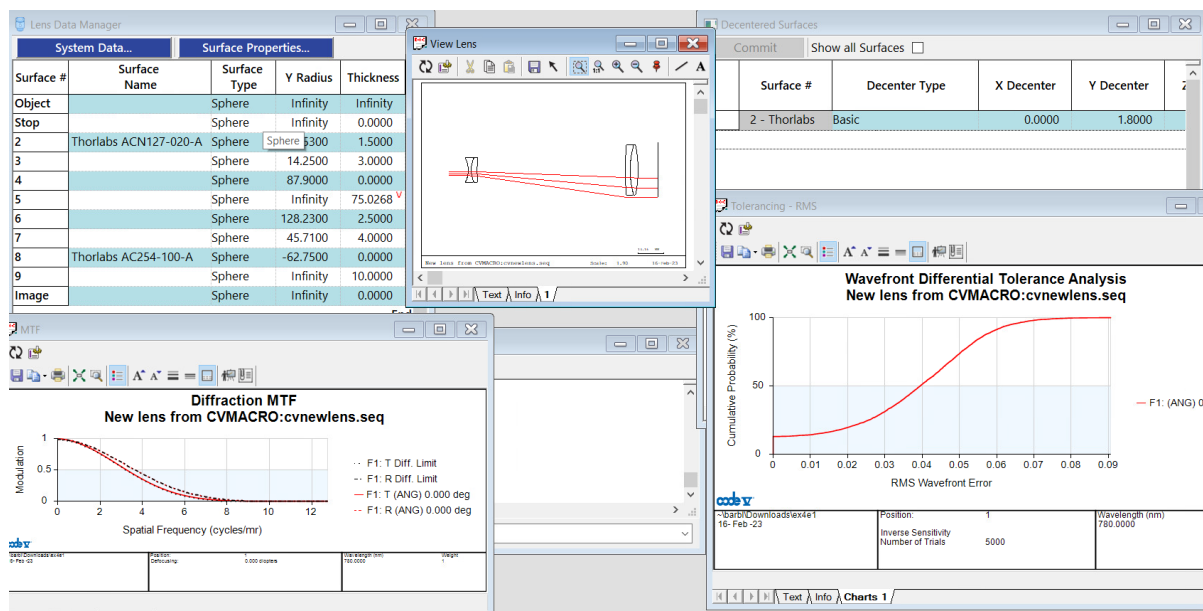 Lens Data Manager
System Data... Surface Properties...
Surface # Surface Name Surface Type Y Radius Thickness
Object Sphere Infinity Infinity
Stop Sphere Infinity 0.0000
2 Thorlabs ACN127-020-A Sphere 5300 1.5000
Sphere
3 Sphere 14.2500 3.0000
4 Sphere 87.9000 0.0000
5 Sphere Infinity 75.0268 V
6 Sphere 128.2300 2.5000
7 Sphere 45.7100 4.0000
8 Thorlabs AC254-100-A Sphere -62.7500 0.0000
9 Sphere Infinity 10.0000
Image Sphere Infinity 0.0000
View Lens
1:1
A
New lens from CVMACRO:cvnewlens.seq Scale: 16-Feb-23
Text Info 1
Decentered Surfaces
Commit Show all Surfaces
Surface # Decenter Type X Decenter Y Decenter
2 - Thorlabs Basic 0.0000 1.8000
MTF
Diffraction MTF
New lens from CVMACRO:cvnewlens.seq
Modulation
1
0.5
0
0 2 4 6 8 10 12
Spatial Frequency (cycles/mr)
F1: T Diff. Limit
F1: R Diff. Limit
F1: T (ANG) 0.000 deg
F1: R (ANG) 0.000 deg
Position: 1
Defocusing: 0.000 diopters
Wavelength (nm) Weight
780.0000 1
Tolerancing - RMS
Wavefront Differential Tolerance Analysis
New lens from CVMACRO:cvnewlens.seq
Cumulative Probability (%)
100
50
0
0 0.01 0.02 0.03 0.04 0.05 0.06 0.07 0.08 0.09
RMS Wavefront Error
F1: (ANG) 0
code V
~\barbl\Downloads\ex4e1
16- Feb -23
Position: 1
Inverse Sensitivity
Number of Trials 5000
Wavelength (nm)
780.0000
Text Info Charts 1